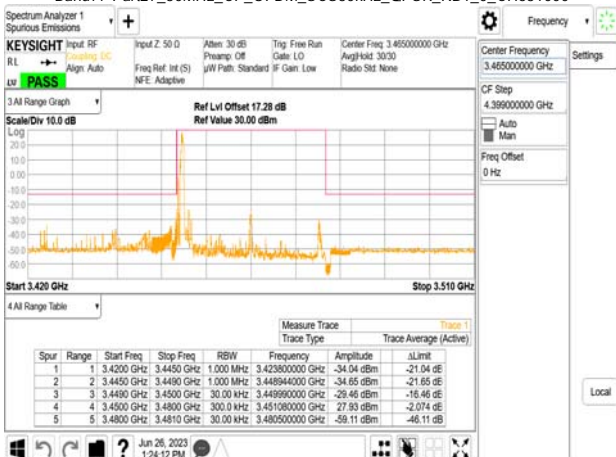 Spectrum Analyzer 1
Spurious Emissions
Frequency
KEYSIGHT
RL
LU PASS
Input: RF
Coupling: DC
Align: Auto
Input Z: 50 Ω
Freq Ref: Int (S)
NFE: Adaptive
Atten: 30 dB
Preamp: Off
µW Path: Standard
Trig: Free Run
Gate: LO
IF Gain: Low
Center Freq: 3.465000000 GHz
Avg|Hold: 30/30
Radio Std: None
Center Frequency
3.465000000 GHz
Settings
CF Step
4.399000000 GHz
Auto
Man
Freq Offset
0 Hz
3 All Range Graph
Scale/Div 10.0 dB
Ref Lvl Offset 17.28 dB
Ref Value 30.00 dBm
Log
20.0
10.0
0.00
-10.0
-20.0
-30.0
-40.0
-50.0
-60.0
Start 3.420 GHz
Stop 3.510 GHz
4 All Range Table
Measure Trace Trace 1
Trace Type Trace Average (Active)
Spur Range Start Freq Stop Freq RBW Frequency Amplitude ΔLimit
1 1 3.4200 GHz 3.4450 GHz 1.000 MHz 3.423800000 GHz -34.04 dBm -21.04 dB
2 2 3.4450 GHz 3.4490 GHz 1.000 MHz 3.448944000 GHz -34.65 dBm -21.65 dB
3 3 3.4490 GHz 3.4500 GHz 30.00 kHz 3.449990000 GHz -29.46 dBm -16.46 dB
4 4 3.4500 GHz 3.4800 GHz 300.0 kHz 3.451080000 GHz 27.93 dBm -2.074 dB
5 5 3.4800 GHz 3.4810 GHz 30.00 kHz 3.480500000 GHz -59.11 dBm -46.11 dB
Local
Jun 26, 2023
1:24:12 PM